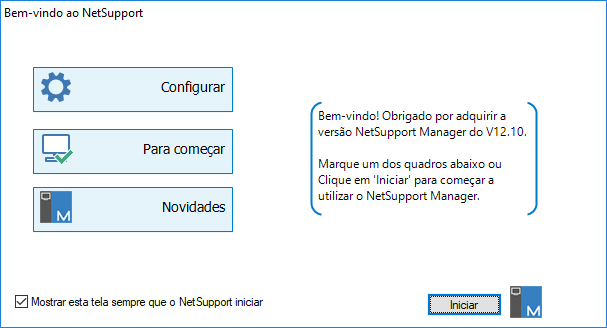 Bem-vindo ao NetSupport
Configurar
Para começar
Novidades
Bem-vindo! Obrigado por adquirir a
versão NetSupport Manager do V12.10.
Marque um dos quadros abaixo ou
Clique em 'Iniciar' para começar a
utilizar o NetSupport Manager.
Mostrar esta tela sempre que o NetSupport iniciar
Iniciar
M
M